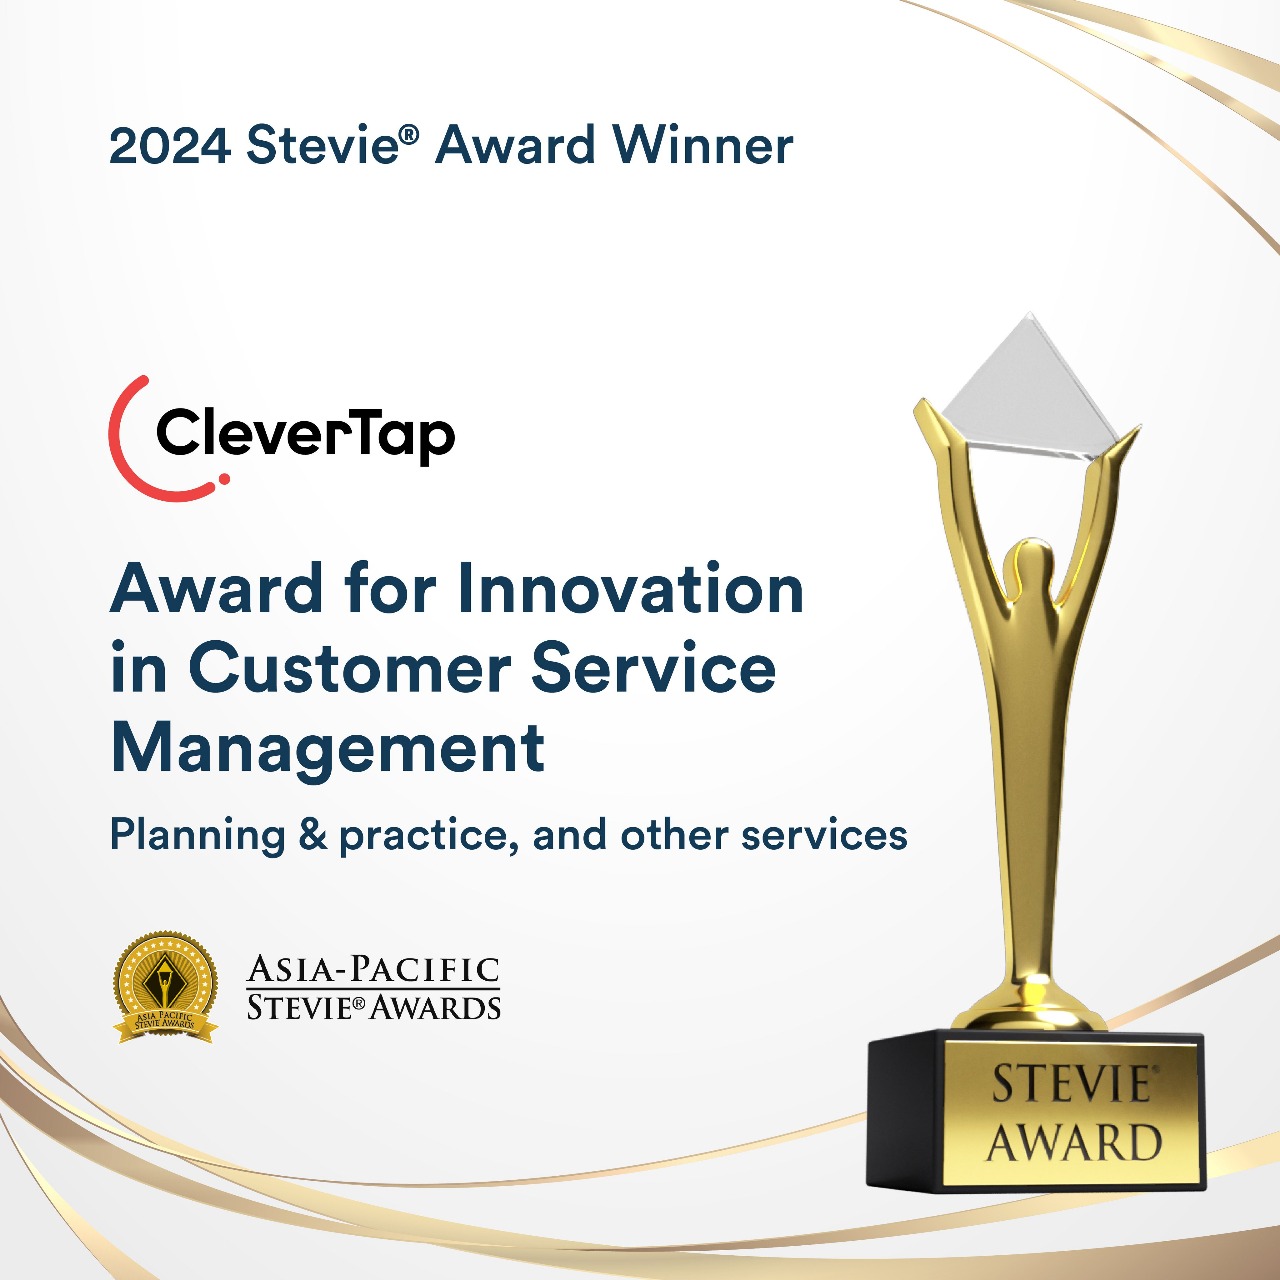 2024 Stevie® Award Winner
CleverTap
Award for Innovation
in Customer Service
Management
Planning & practice, and other services
ASIA PACIFIC
STEVIE AWARDS
ASIA-PACIFIC
STEVIE® AWARDS
STEVIE®
AWARD